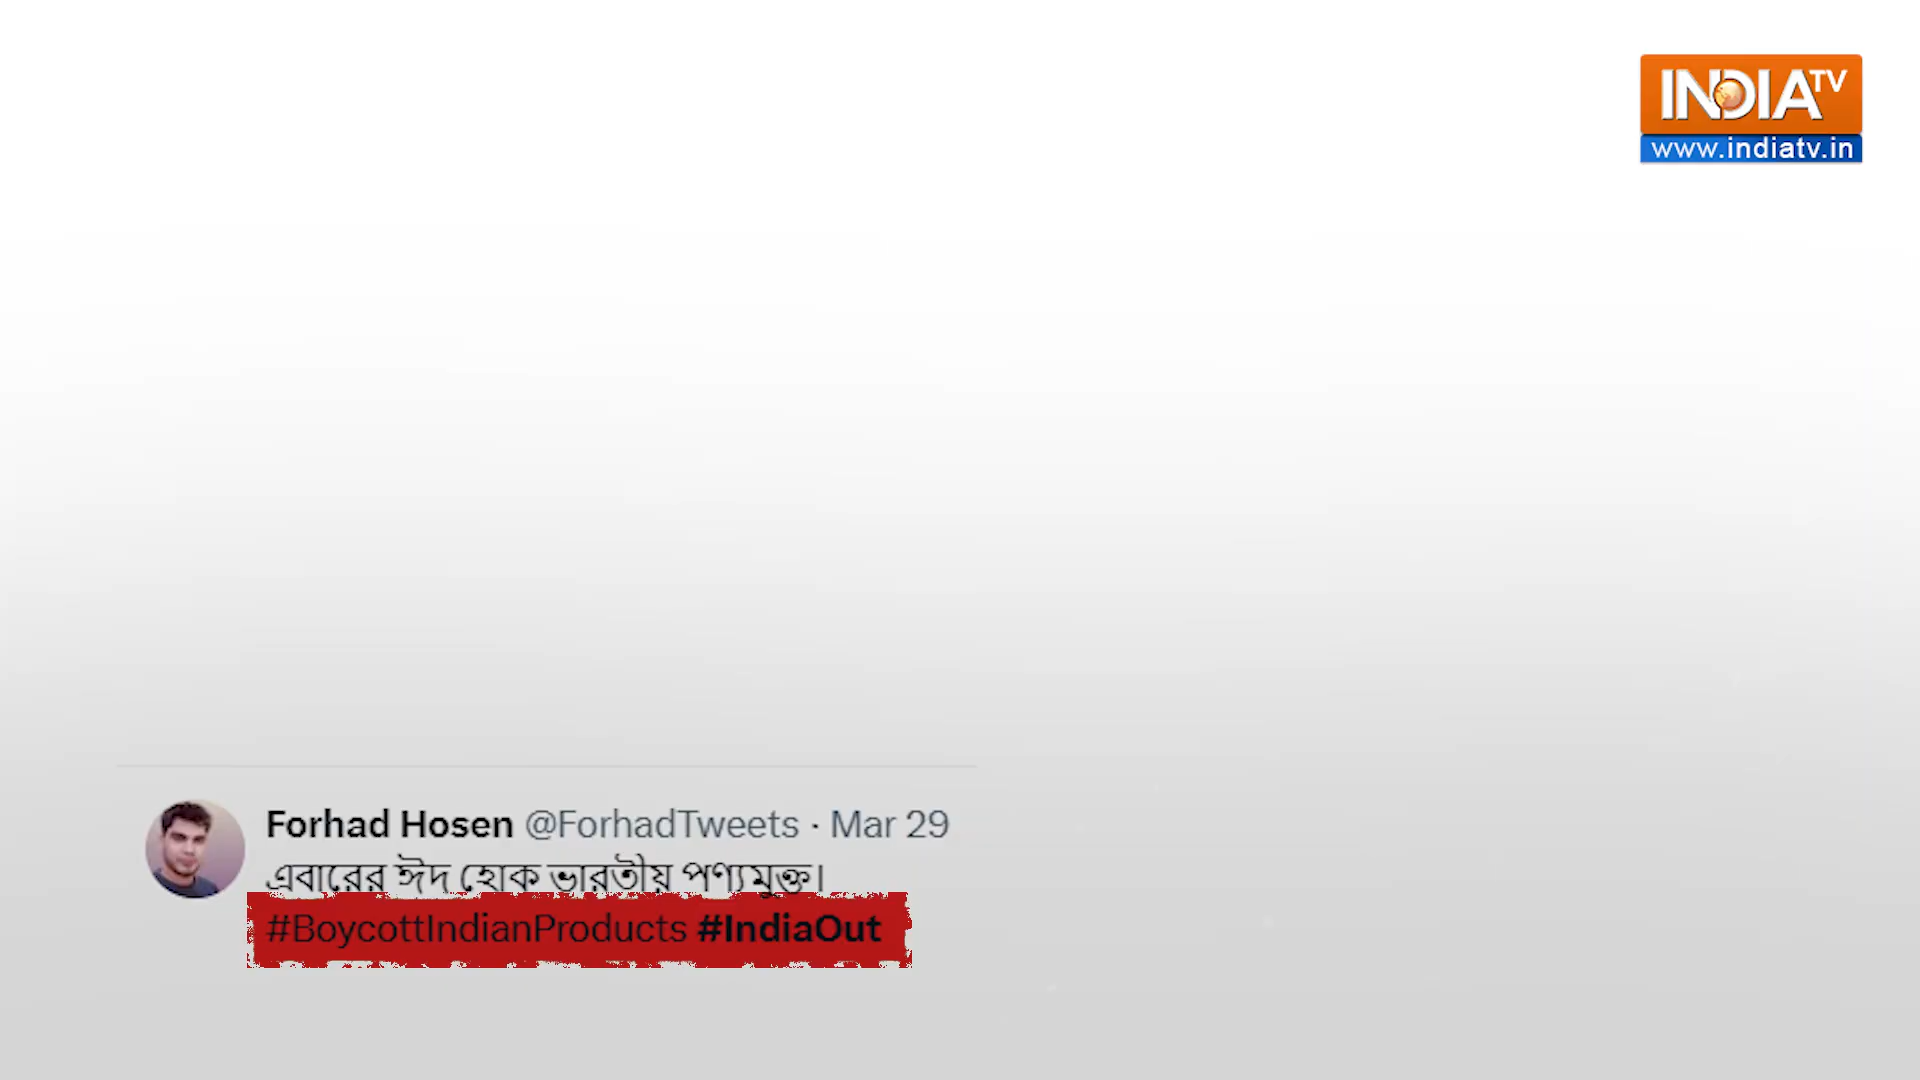 INDIA TV
www.indiatv.in
Forhad Hosen @ForhadTweets · Mar 29
এবারের ঈদ হোক ভারতীয় পণ্যমুক্ত।
#BoycottIndianProducts #IndiaOut